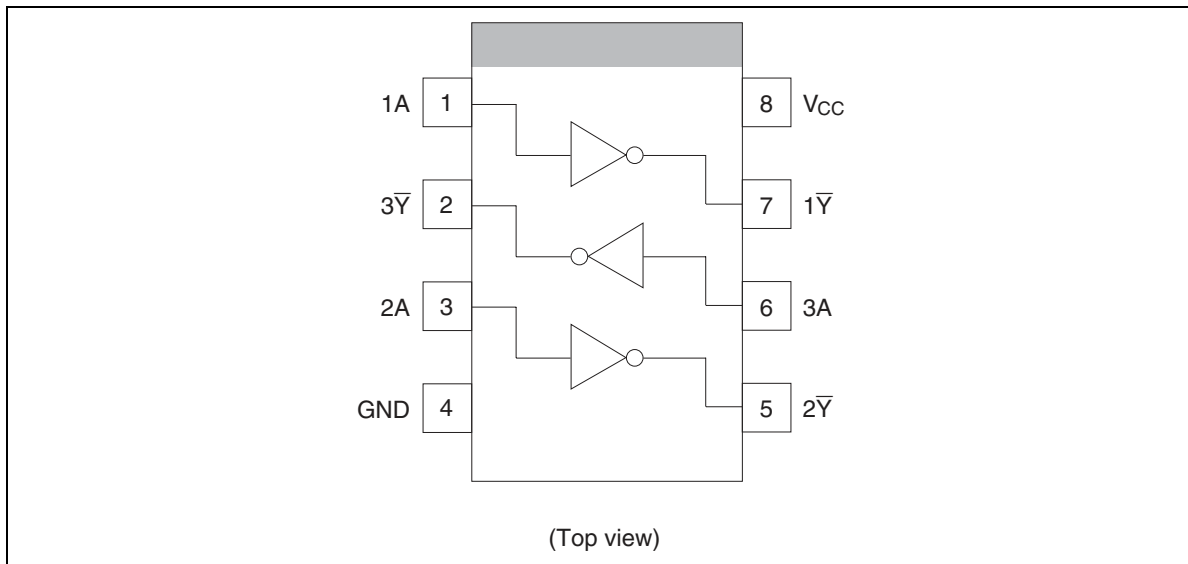 1A 1 8 VCC
3Y̅ 2 7 1Y̅
2A 3 6 3A
GND 4 5 2Y̅
(Top view)